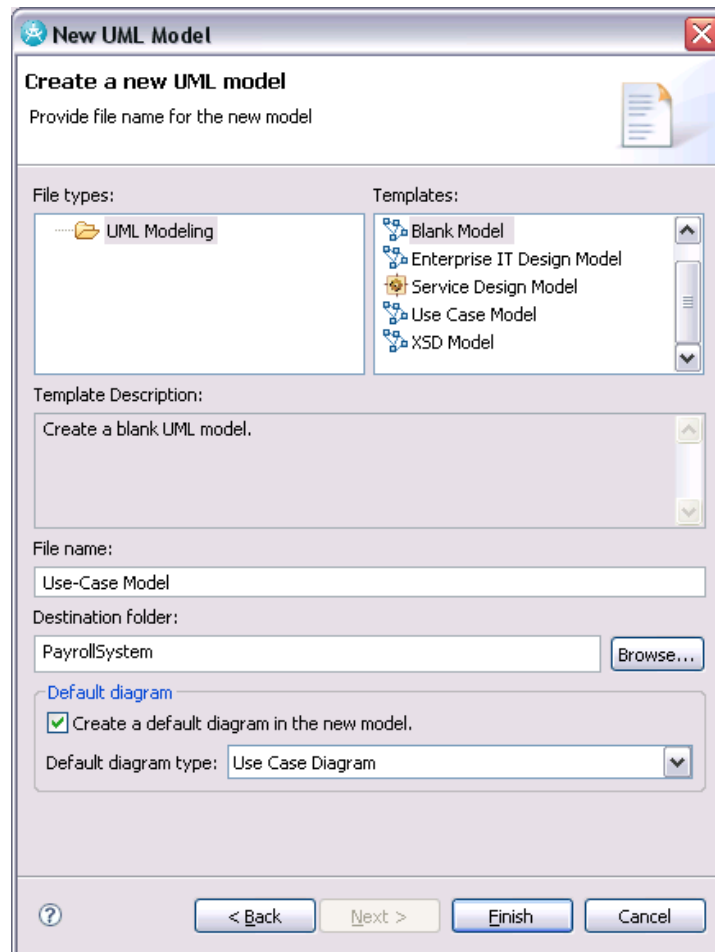 New UML Model
Create a new UML model
Provide file name for the new model
File types:
Templates:
UML Modeling
Blank Model
Enterprise IT Design Model
Service Design Model
Use Case Model
XSD Model
Template Description:
Create a blank UML model.
File name:
Use-Case Model
Destination folder:
PayrollSystem
Browse...
Default diagram
Create a default diagram in the new model.
Default diagram type:
Use Case Diagram
?
< Back
Next >
Finish
Cancel